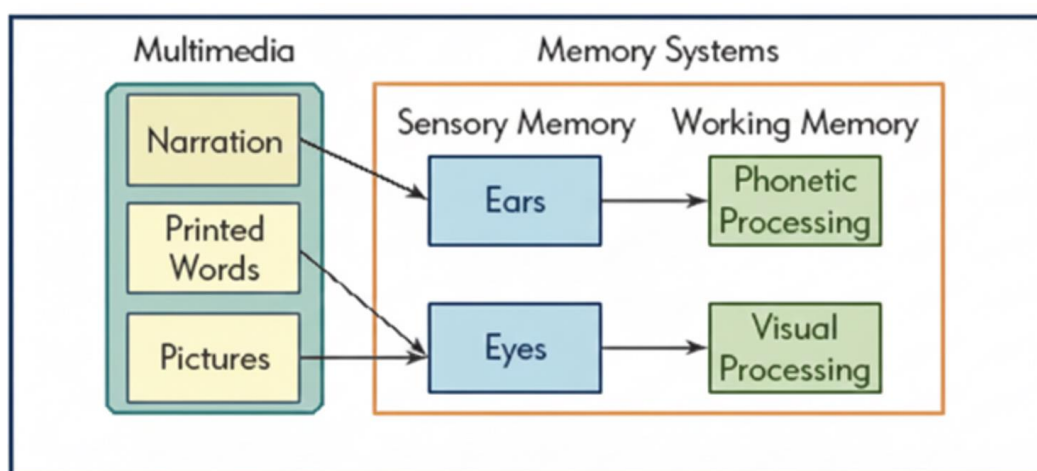 Multimedia
Memory Systems
Narration
Printed
Words
Pictures
Sensory Memory
Working Memory
Ears
Phonetic
Processing
Eyes
Visual
Processing